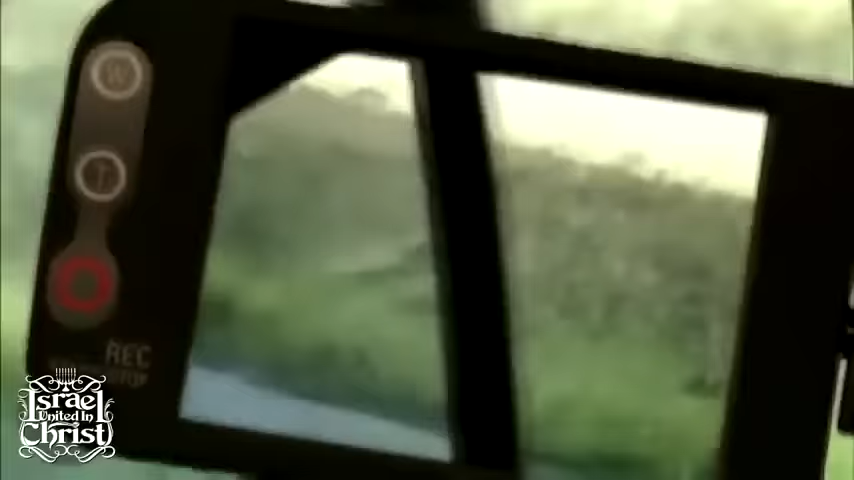 W
T
REC
Israel
United In
Christ